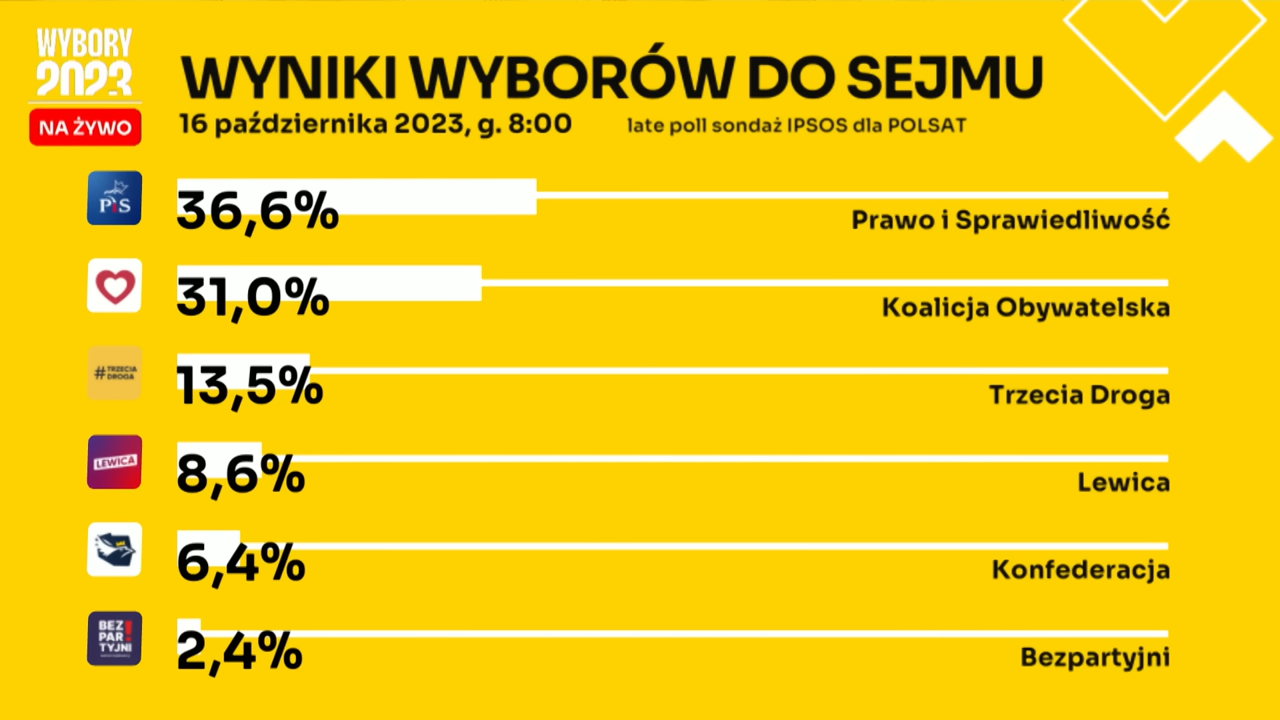 WYBORY
2023
NA ŻYWO
WYNIKI WYBORÓW DO SEJMU
16 października 2023, g. 8:00 late poll sondaż IPSOS dla POLSAT
PiS
36,6%
Prawo i Sprawiedliwość
31,0%
Koalicja Obywatelska
#TRZECIA
DROGA
13,5%
Trzecia Droga
LEWICA
8,6%
Lewica
6,4%
Konfederacja
BEZ
PAR
TYJNI!
2,4%
Bezpartyjni